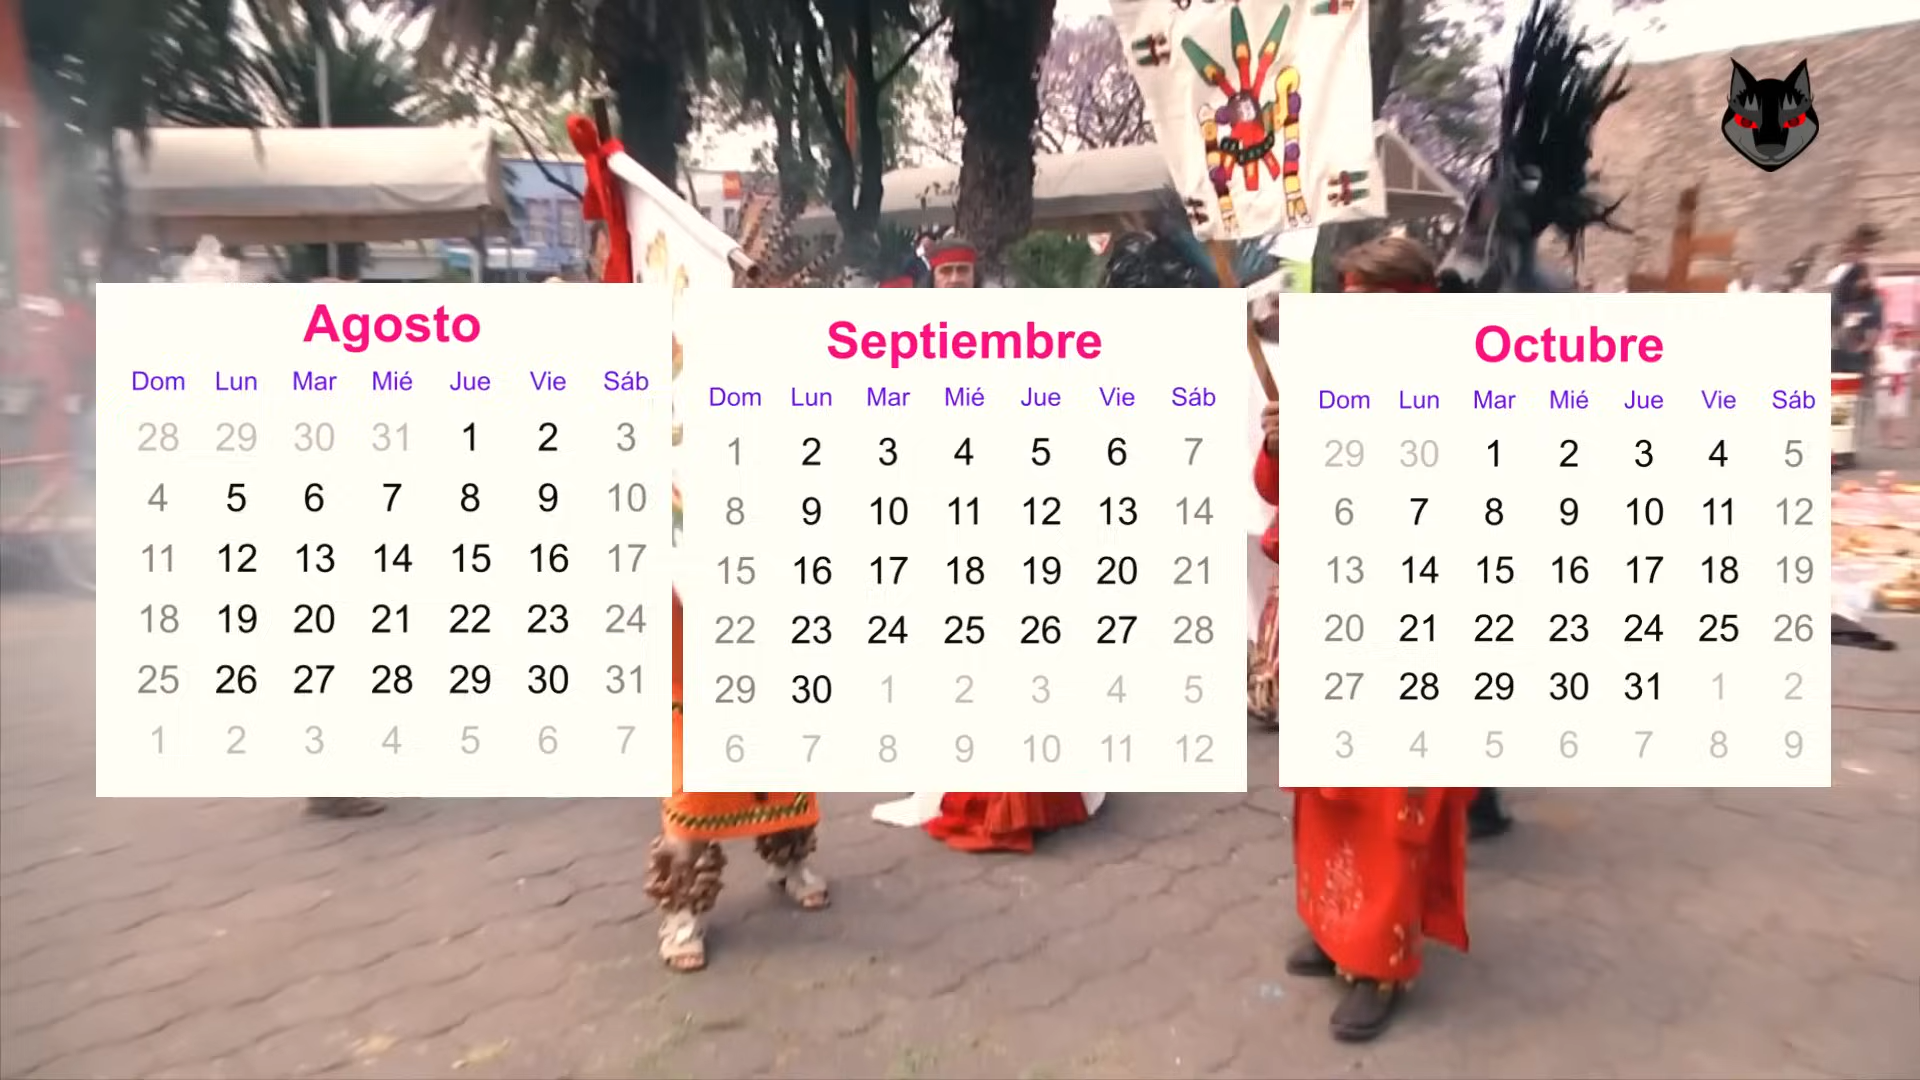 Agosto
Dom Lun Mar Mié Jue Vie Sáb
28 29 30 31 1 2 3
4 5 6 7 8 9 10
11 12 13 14 15 16 17
18 19 20 21 22 23 24
25 26 27 28 29 30 31
1 2 3 4 5 6 7
Septiembre
Dom Lun Mar Mié Jue Vie Sáb
1 2 3 4 5 6 7
8 9 10 11 12 13 14
15 16 17 18 19 20 21
22 23 24 25 26 27 28
29 30 1 2 3 4 5
6 7 8 9 10 11 12
Octubre
Dom Lun Mar Mié Jue Vie Sáb
29 30 1 2 3 4 5
6 7 8 9 10 11 12
13 14 15 16 17 18 19
20 21 22 23 24 25 26
27 28 29 30 31 1 2
3 4 5 6 7 8 9